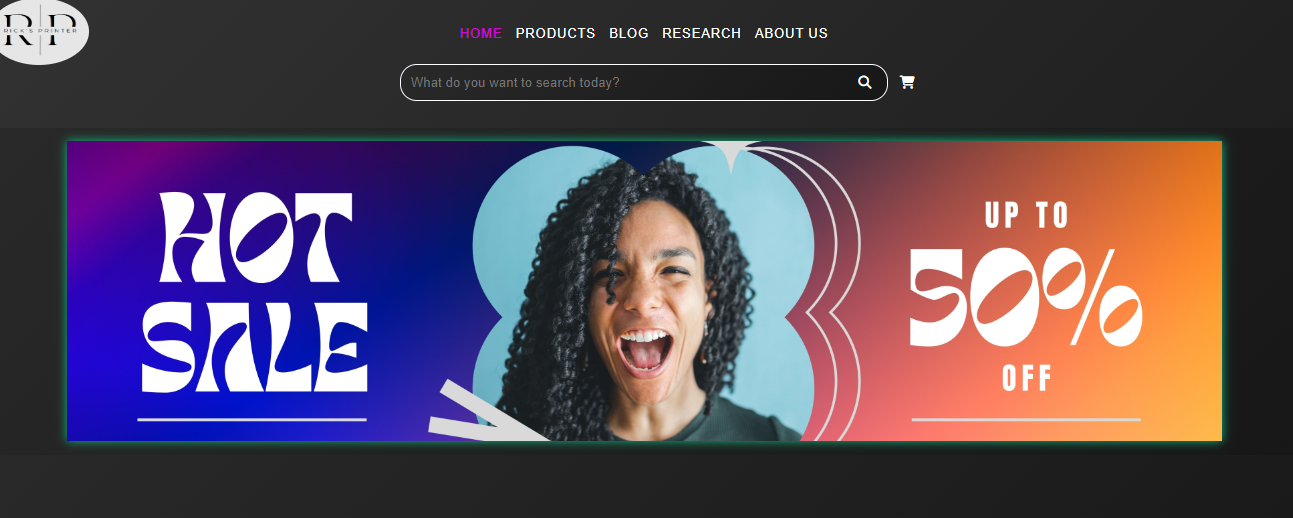 R P
RICK'S PRINTER
HOME PRODUCTS BLOG RESEARCH ABOUT US
What do you want to search today?
HOT
SALE
UP TO
50%
OFF